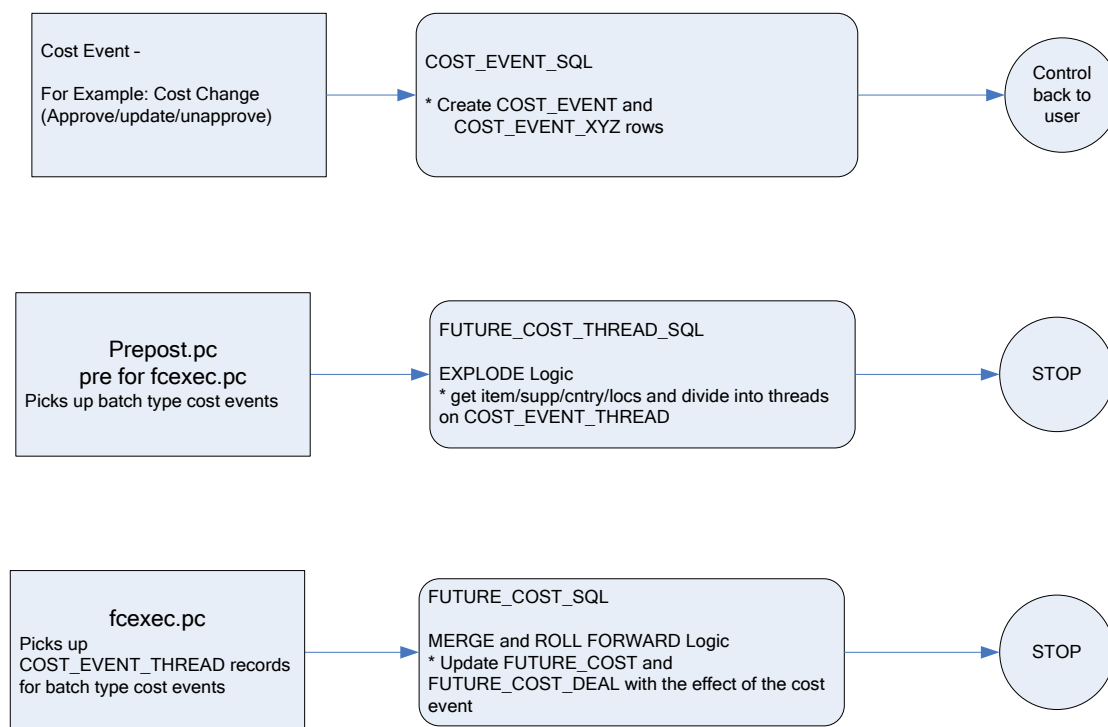 Cost Event –
For Example: Cost Change
(Approve/update/unapprove)
COST_EVENT_SQL
* Create COST_EVENT and
COST_EVENT_XYZ rows
Control
back to
user
Prepost.pc
pre for fcexec.pc
Picks up batch type cost events
FUTURE_COST_THREAD_SQL
EXPLODE Logic
* get item/supp/cntry/locs and divide into threads
on COST_EVENT_THREAD
STOP
fcexec.pc
Picks up
COST_EVENT_THREAD records
for batch type cost events
FUTURE_COST_SQL
MERGE and ROLL FORWARD Logic
* Update FUTURE_COST and
FUTURE_COST_DEAL with the effect of the cost
event
STOP